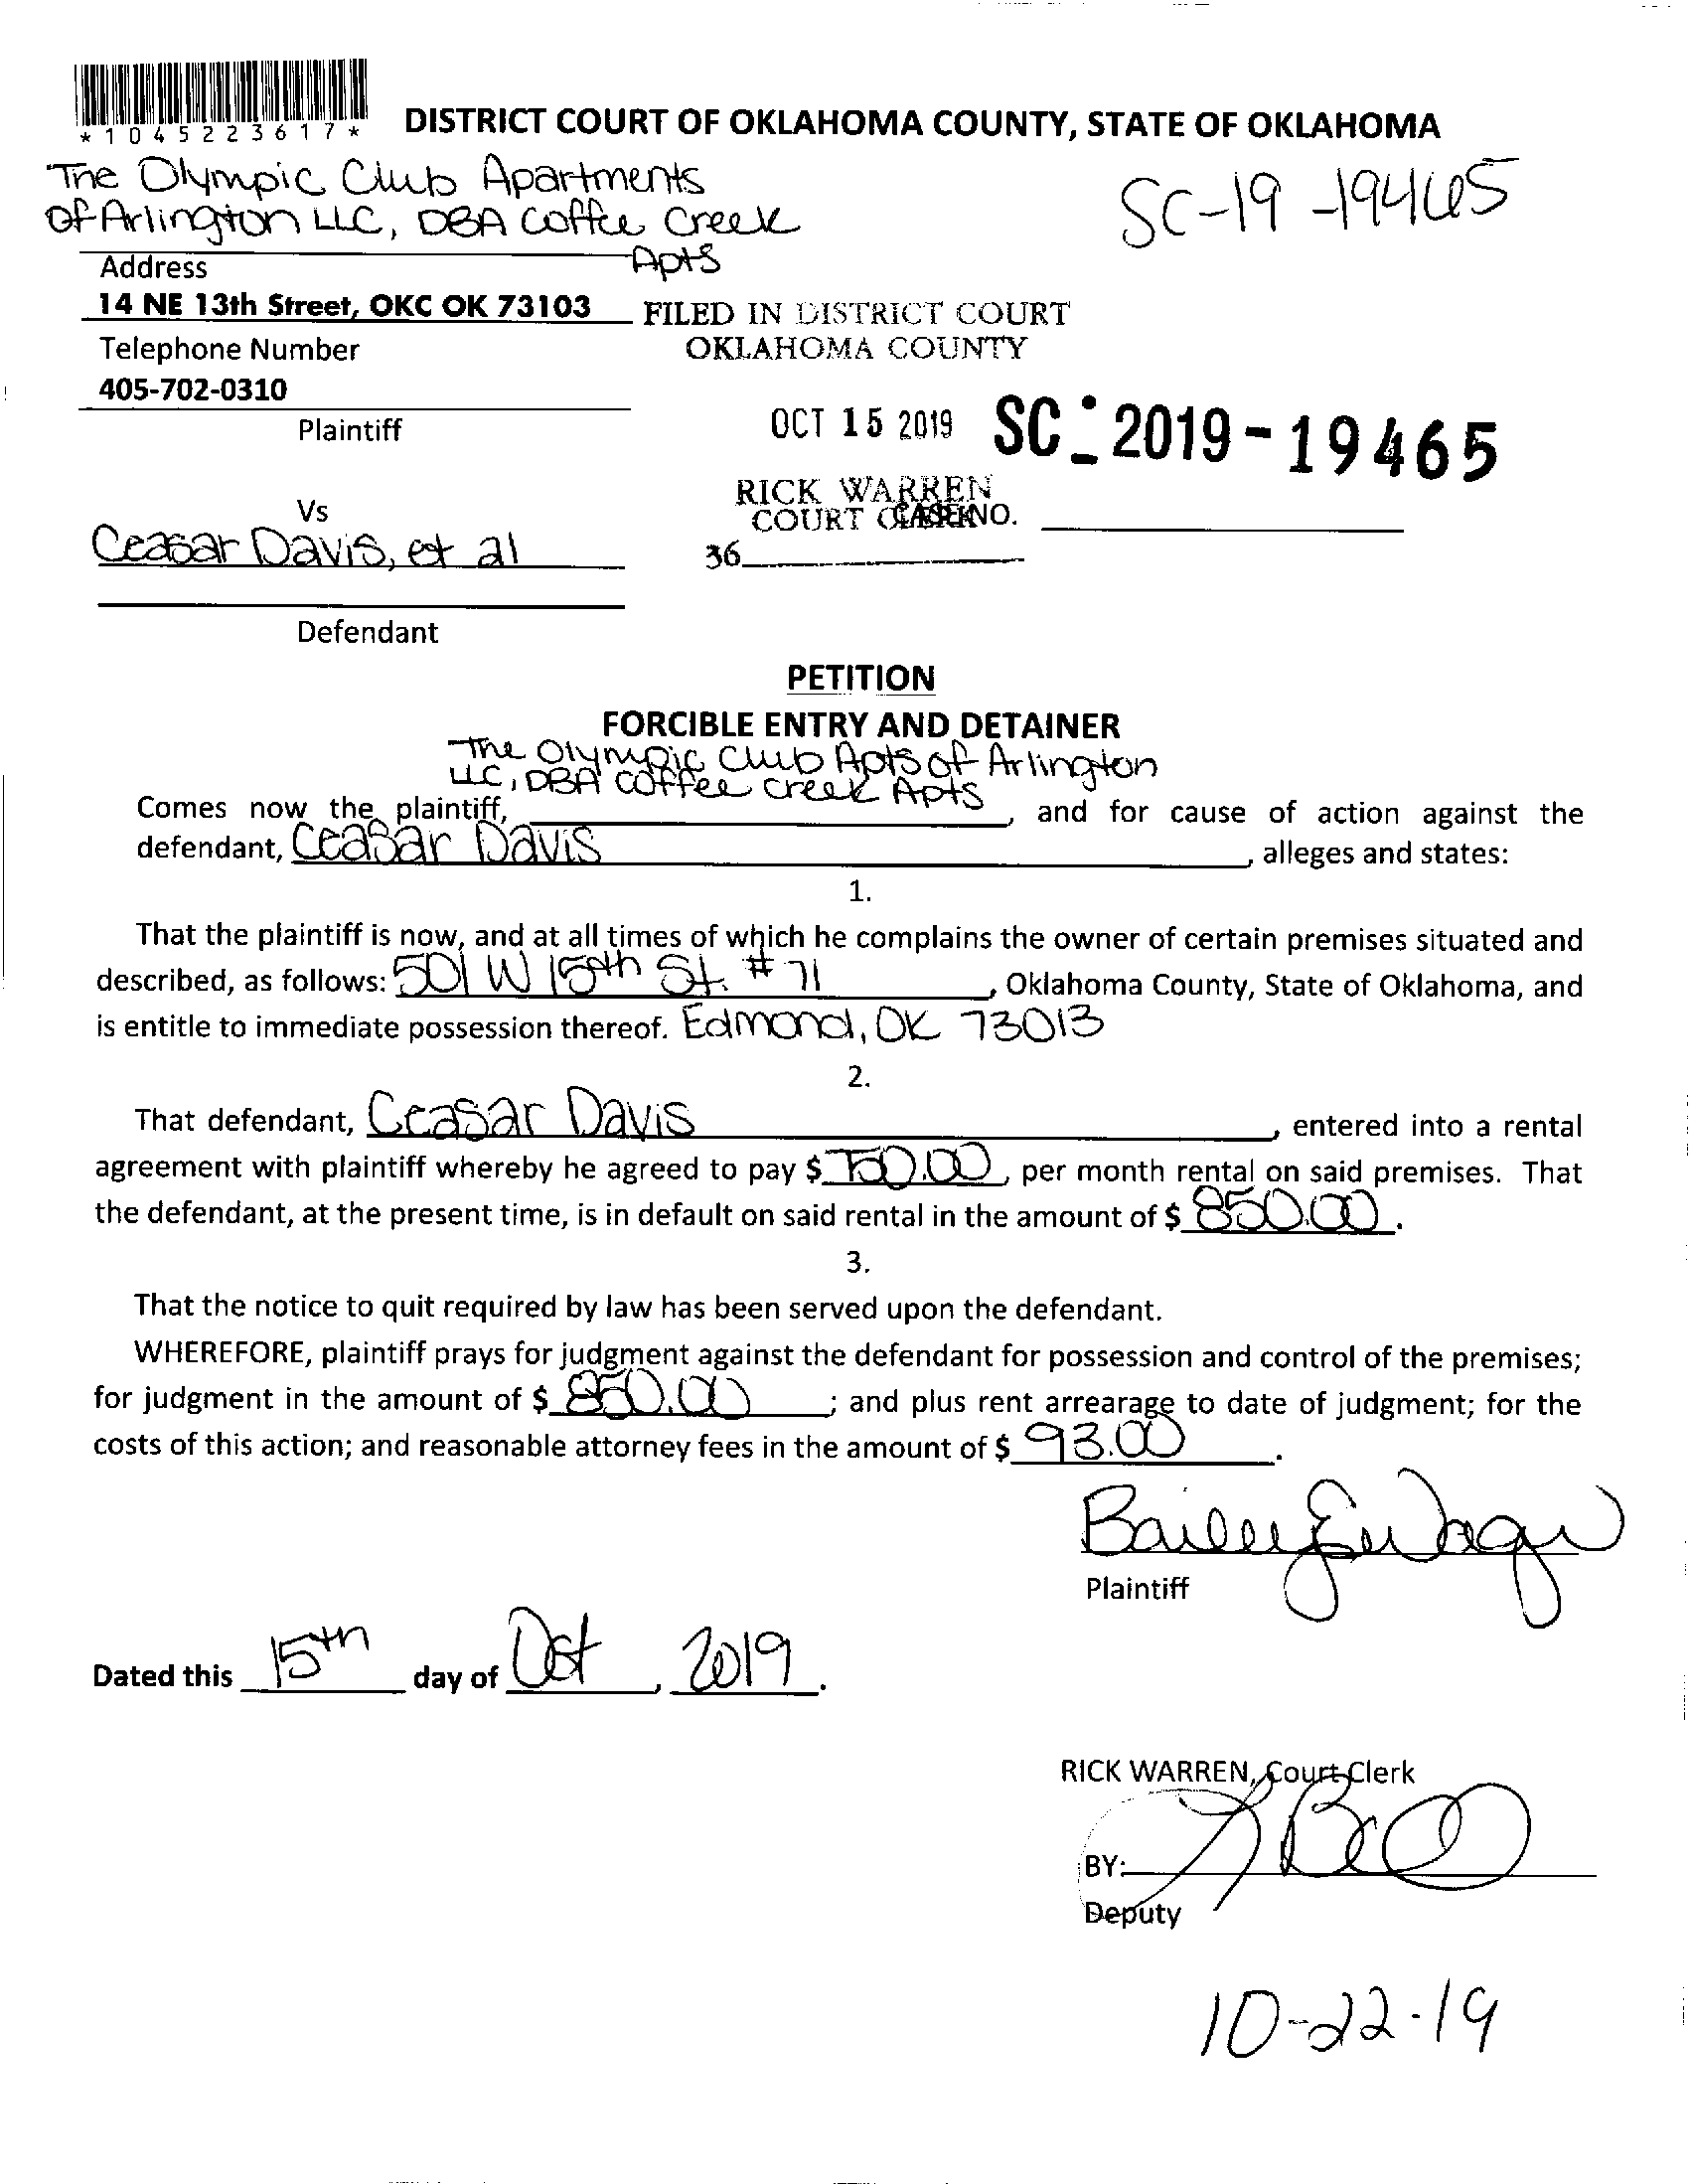 *1045223617*
DISTRICT COURT OF OKLAHOMA COUNTY, STATE OF OKLAHOMA
The Olympic Club Apartments
Of Arlington LLC, DBA Coffee Creek
Apts
SC-19-19465
Address
14 NE 13th Street, OKC OK 73103
FILED IN DISTRICT COURT
OKLAHOMA COUNTY
Telephone Number
405-702-0310
Plaintiff
OCT 15 2019
SC-2019-19465
RICK WARREN
COURT CLERK
CASE NO.
36
Vs
Ceasar Davis, et al
Defendant
PETITION
FORCIBLE ENTRY AND DETAINER
The Olympic Club Apts of Arlington
LLC, DBA Coffee Creek Apts
Comes now the plaintiff, , and for cause of action against the
defendant, Ceasar Davis, alleges and states:
1.
That the plaintiff is now, and at all times of which he complains the owner of certain premises situated and
described, as follows: 501 W 15th St. #71, Oklahoma County, State of Oklahoma, and
is entitle to immediate possession thereof. Edmond, OK 73013
2.
That defendant, Ceasar Davis, entered into a rental
agreement with plaintiff whereby he agreed to pay $ 750.00, per month rental on said premises. That
the defendant, at the present time, is in default on said rental in the amount of $ 850.00.
3.
That the notice to quit required by law has been served upon the defendant.
WHEREFORE, plaintiff prays for judgment against the defendant for possession and control of the premises;
for judgment in the amount of $ 850.00; and plus rent arrearage to date of judgment; for the
costs of this action; and reasonable attorney fees in the amount of $ 93.00.
Plaintiff
Dated this 15th day of Oct, 2019.
RICK WARREN, Court Clerk
BY:
Deputy
10-22-19